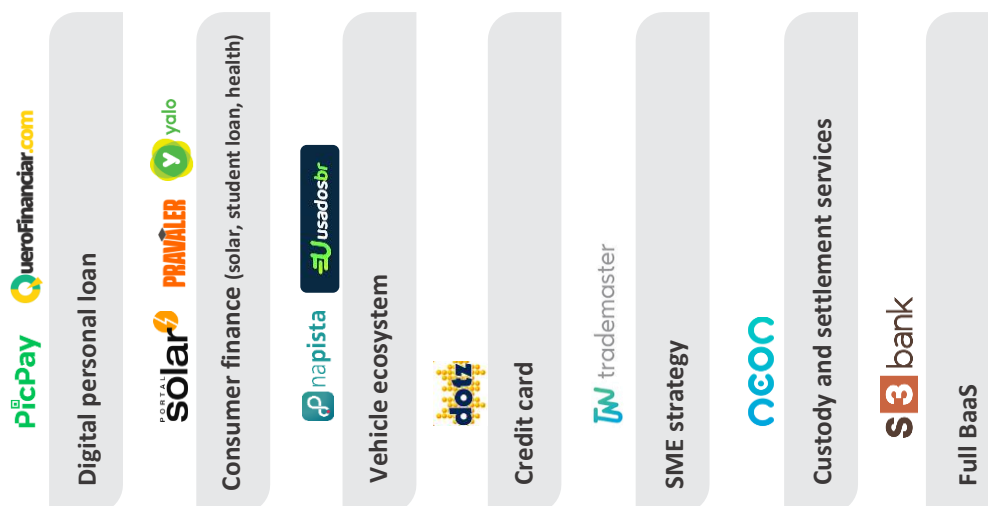 PicPay
QueroFinanciar.com
Digital personal loan
PORTAL
solar
PRAVALER
yalo
Consumer finance (solar, student loan, health)
napista
usadosbr
Vehicle ecosystem
dotz
Credit card
trademaster
SME strategy
neon
Custody and settlement services
s3 bank
Full BaaS